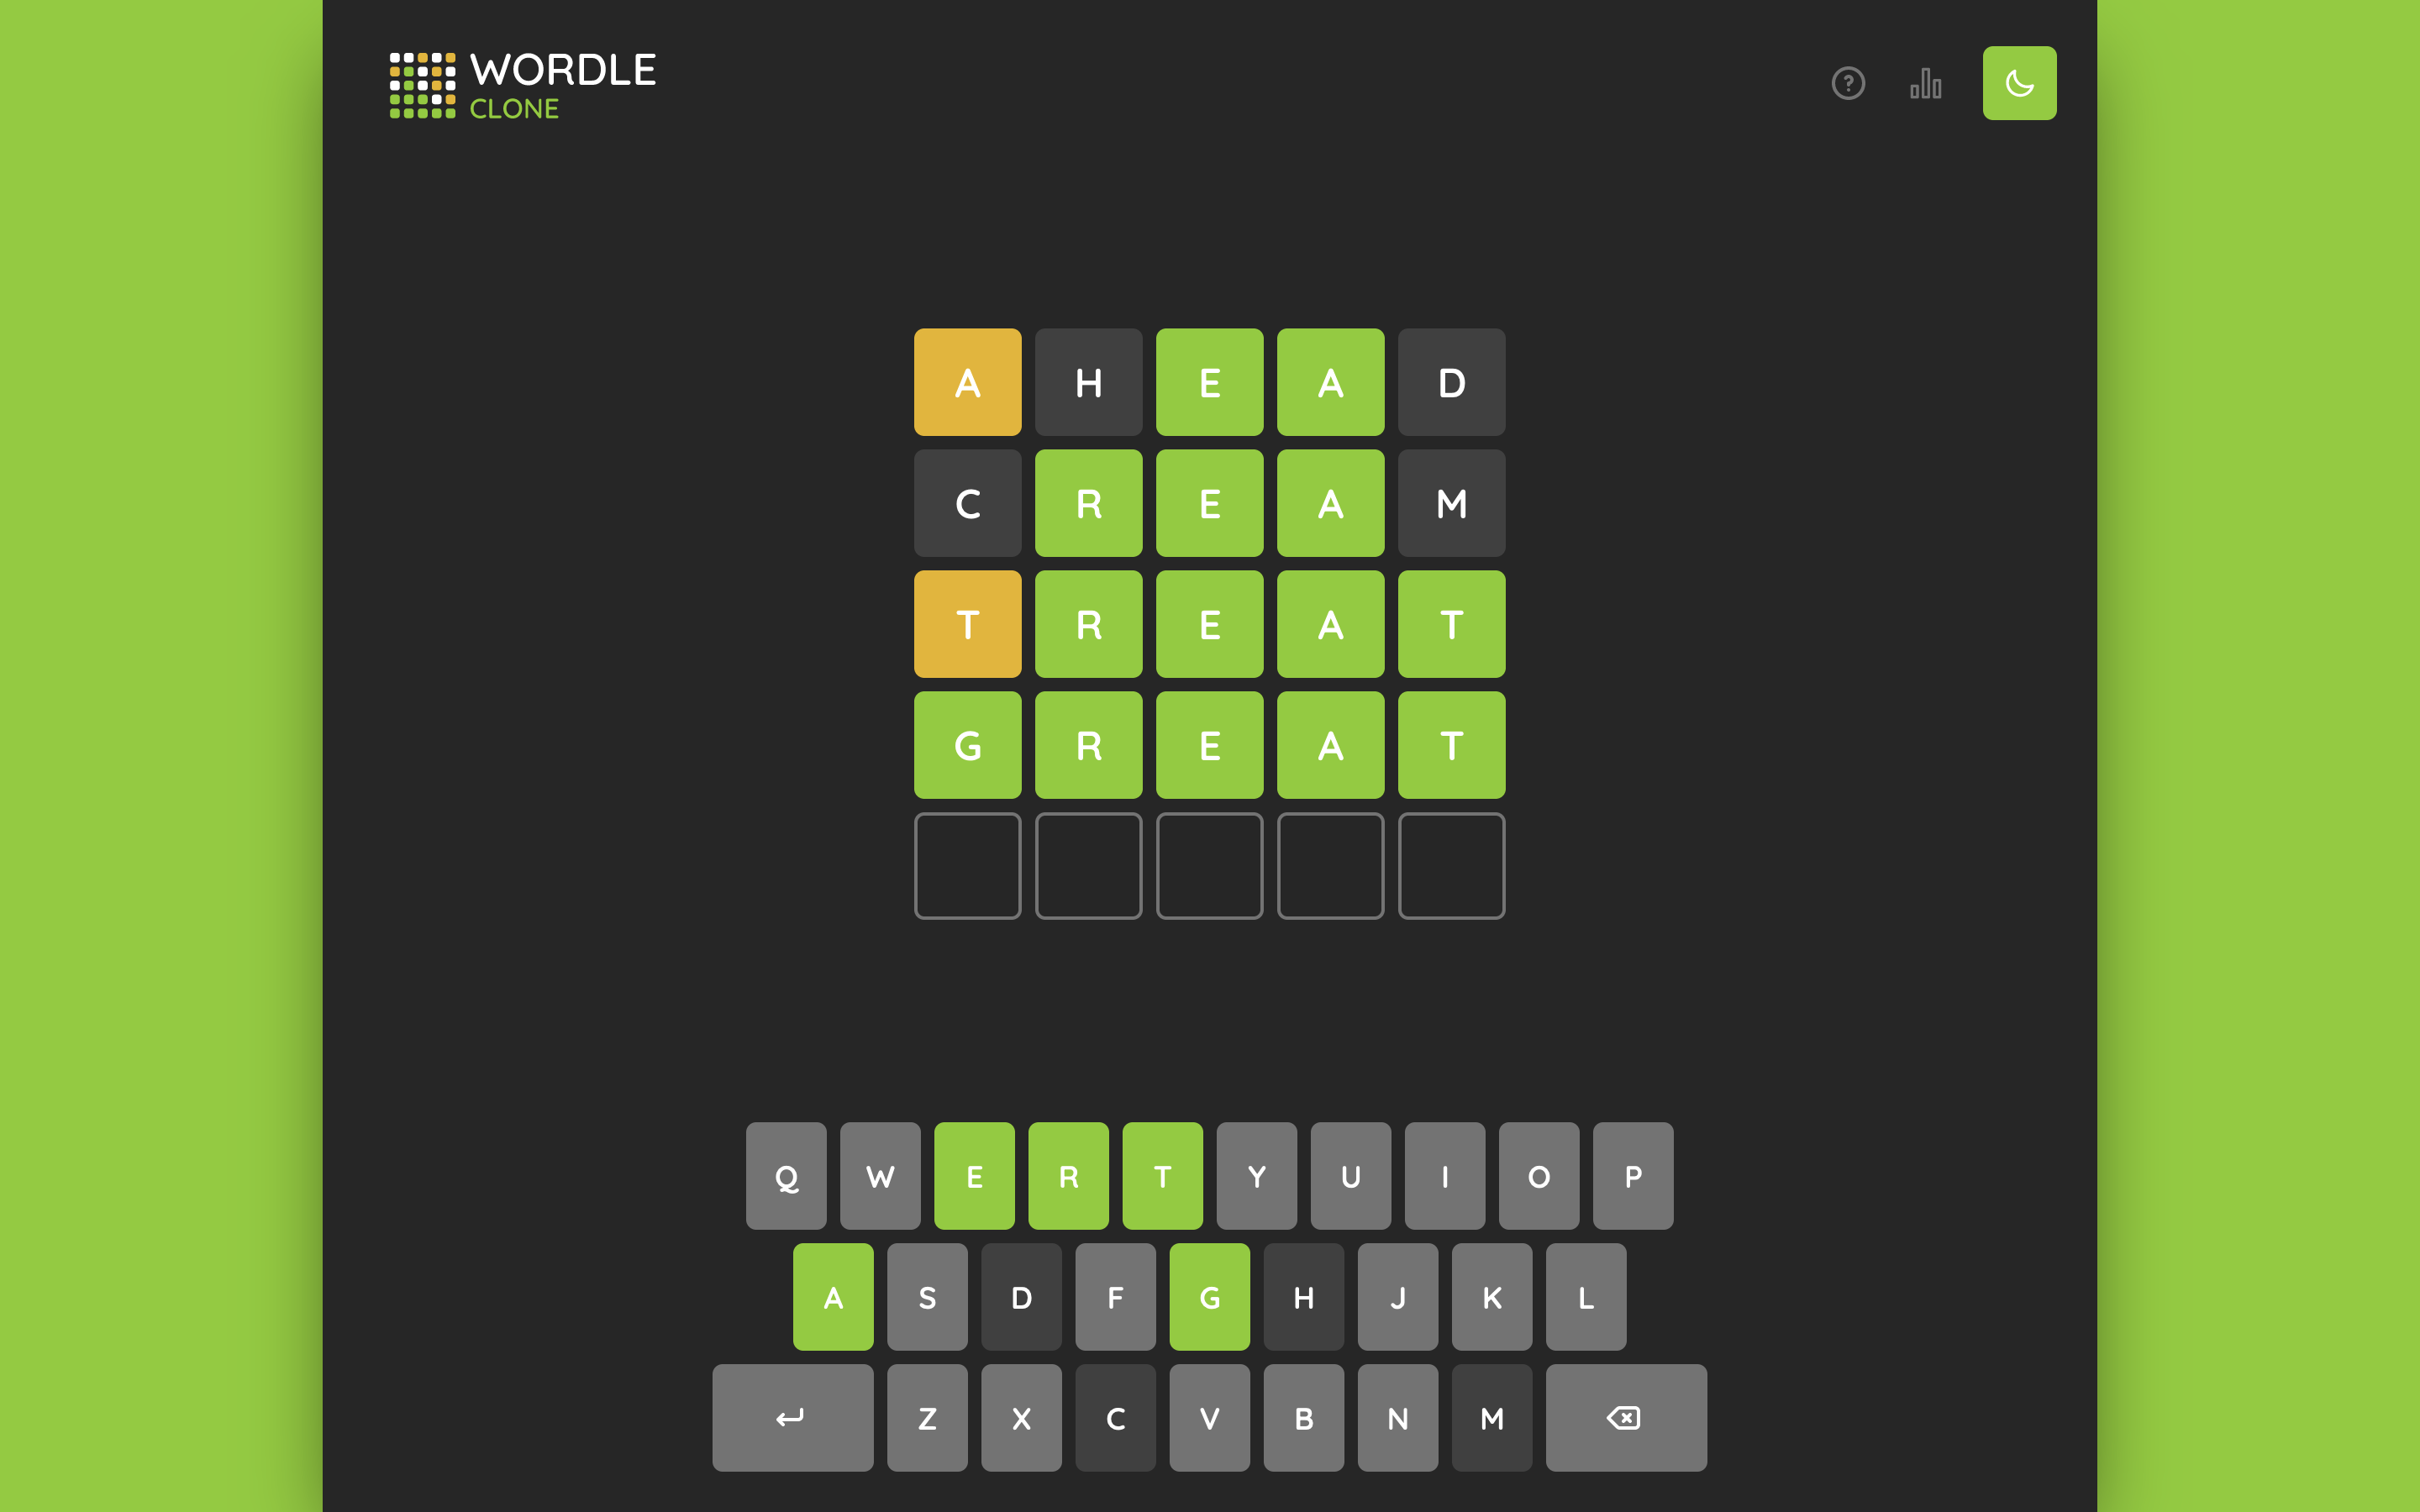 WORDLE
CLONE
A H E A D
C R E A M
T R E A T
G R E A T
Q W E R T Y U I O P
A S D F G H J K L
Z X C V B N M